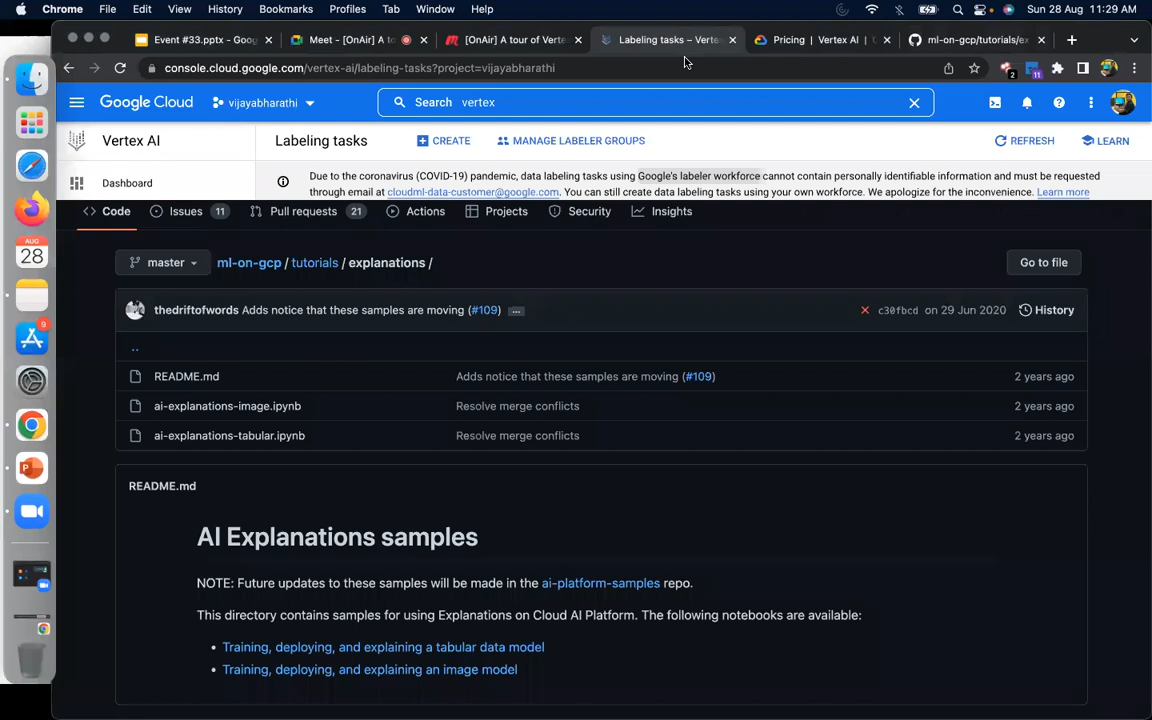 Chrome File Edit View History Bookmarks Profiles Tab Window Help Sun 28 Aug 11:29 AM
Event #33.pptx – Goog Meet – [OnAir] A to [OnAir] A tour of Verte Labeling tasks – Verte Pricing | Vertex AI | ml-on-gcp/tutorials/ex
console.cloud.google.com/vertex-ai/labeling-tasks?project=vijayabharathi 2 11
Google Cloud vijayabharathi Search vertex
Vertex AI Labeling tasks CREATE MANAGE LABELER GROUPS REFRESH LEARN
Dashboard
Due to the coronavirus (COVID-19) pandemic, data labeling tasks using Google's labeler workforce cannot contain personally identifiable information and must be requested
through email at cloudml-data-customer@google.com. You can still create data labeling tasks using your own workforce. We apologize for the inconvenience. Learn more
Code Issues 11 Pull requests 21 Actions Projects Security Insights
master ml-on-gcp / tutorials / explanations / Go to file
thedriftofwords Adds notice that these samples are moving (#109) ... c30fbcd on 29 Jun 2020 History
..
README.md Adds notice that these samples are moving (#109) 2 years ago
ai-explanations-image.ipynb Resolve merge conflicts 2 years ago
ai-explanations-tabular.ipynb Resolve merge conflicts 2 years ago
README.md
AI Explanations samples
NOTE: Future updates to these samples will be made in the ai-platform-samples repo.
This directory contains samples for using Explanations on Cloud AI Platform. The following notebooks are available:
• Training, deploying, and explaining a tabular data model
• Training, deploying, and explaining an image model
AUG
28
9